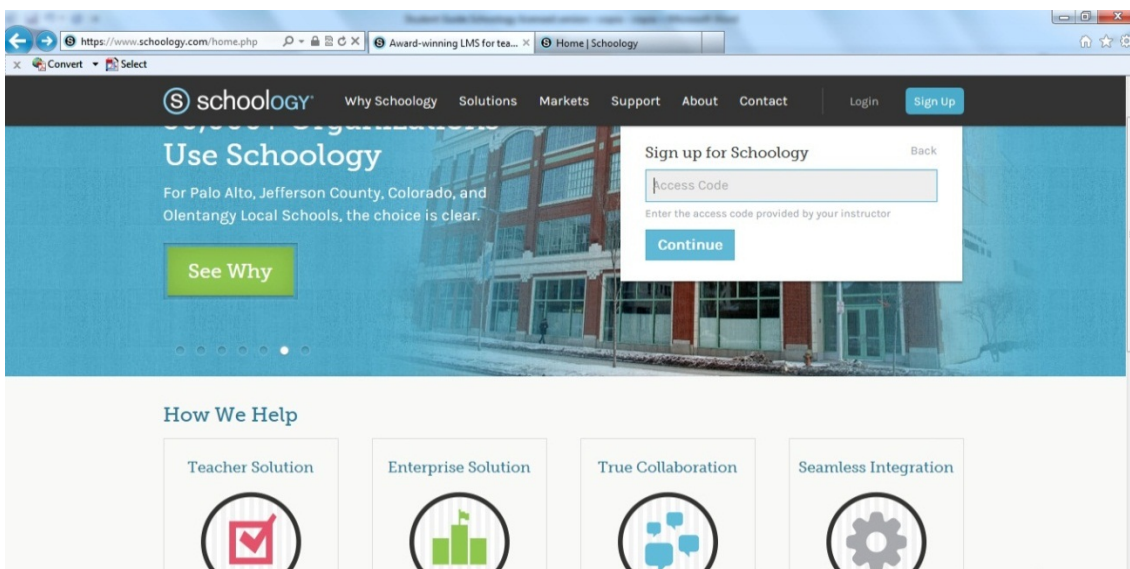 https://www.schoology.com/home.php
Award-winning LMS for tea...
Home | Schoology
x Convert Select
S schoology
Why Schoology Solutions Markets Support About Contact Login Sign Up
Organizations
Use Schoology
For Palo Alto, Jefferson County, Colorado, and
Olentangy Local Schools, the choice is clear.
See Why
Sign up for Schoology
Back
Access Code
Enter the access code provided by your instructor
Continue
How We Help
Teacher Solution
Enterprise Solution
True Collaboration
Seamless Integration